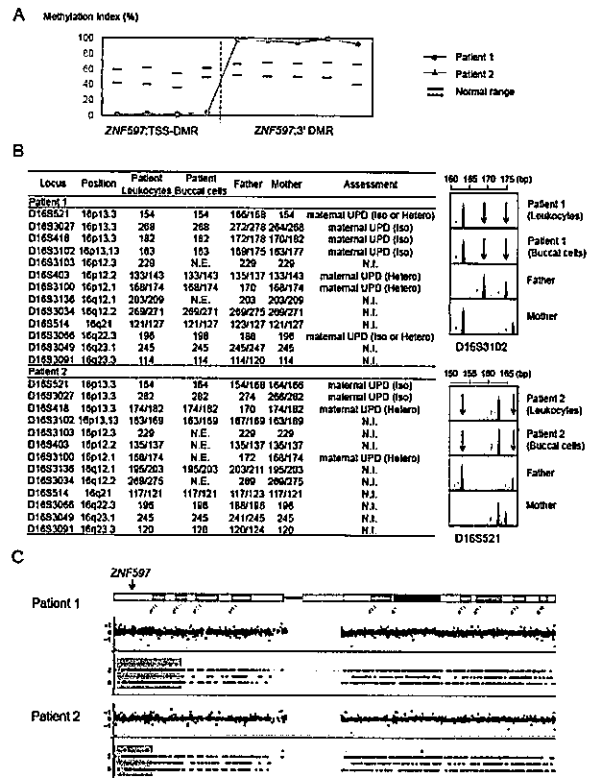 A
Methylation Index (%)
100
80
60
40
20
0
Patient 1
Patient 2
Normal range
ZNF597:TSS-DMR
ZNF597:3' DMR
B
Locus Position Patient Leukocytes Patient Buccal cells Father Mother Assessment
Patient 1
D16S521 16p13.3 154 154 166/168 154 maternal UPD (Iso or Hetero)
D16S3027 16p13.3 268 268 272/278 264/268 maternal UPD (Iso)
D16S418 16p13.3 182 182 172/178 170/182 maternal UPD (Iso)
D16S3102 16p13.13 163 163 169/175 163/177 maternal UPD (Iso)
D16S3103 16p12.3 229 N.E. 229 229 N.I.
D16S403 16p12.2 133/143 133/143 135/137 133/143 maternal UPD (Hetero)
D16S3100 16p12.1 168/174 168/174 170 168/174 maternal UPD (Hetero)
D16S3136 16q12.1 203/209 203 203/209 N.I.
D16S3034 16q12.2 269/271 269/271 269/275 269/271 N.I.
D16S514 16q21 121/127 121/127 123/127 121/127 N.I.
D16S3066 16q22.3 196 196 188 196 maternal UPD (Iso or Hetero)
D16S3049 16q23.1 245 245 245/247 245 N.I.
D16S3091 16q23.3 114 114 114/120 114 N.I.
Patient 2
D16S521 16p13.3 164 164 154/168 164/166 maternal UPD (Iso)
D16S3027 16p13.3 282 282 274 266/282 maternal UPD (Iso)
D16S418 16p13.3 174/182 174/182 170 174/182 maternal UPD (Hetero)
D16S3102 16p13.13 163/169 163/169 167/169 163/169 N.I.
D16S3103 16p12.3 229 N.E. 229 229 N.I.
D16S403 16p12.2 135/137 N.E. 135/137 135/137 N.I.
D16S3100 16p12.1 168/174 N.E. 172 168/174 maternal UPD (Hetero)
D16S3136 16q12.1 195/203 195/203 203/211 195/203 N.I.
D16S3034 16q12.2 269/275 N.E. 269 269/275 N.I.
D16S514 16q21 117/121 117/121 117/123 117/121 N.I.
D16S3066 16q22.3 196 196 188/196 196 N.I.
D16S3049 16q23.1 245 245 241/245 245 N.I.
D16S3091 16q23.3 120 120 120/124 120 N.I.
160 165 170 175 (bp)
Patient 1
(Leukocytes)
Patient 1
(Buccal cells)
Father
Mother
D16S3102
150 155 160 165 (bp)
Patient 2
(Leukocytes)
Patient 2
(Buccal cells)
Father
Mother
D16S521
C
ZNF597
Patient 1
Patient 2